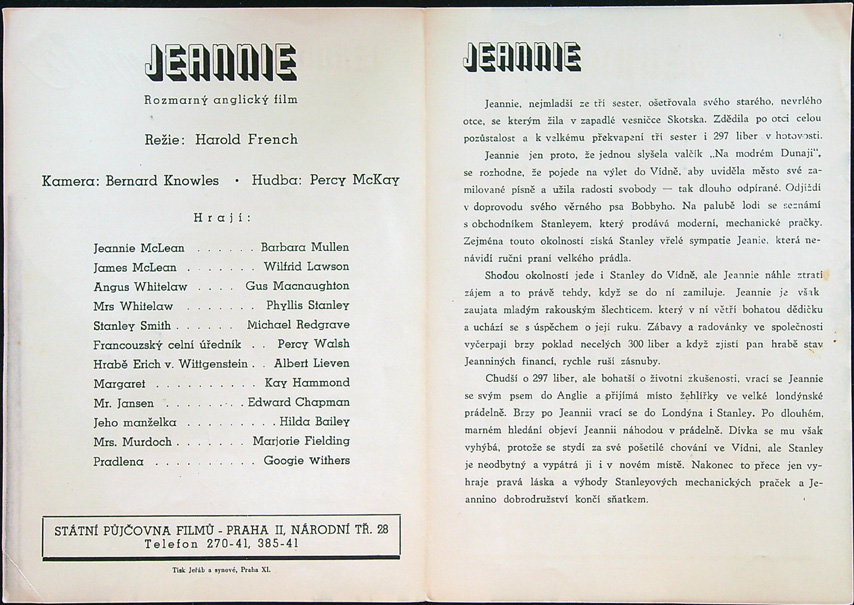 JEANNIE
Rozmarný anglický film
Režie: Harold French
Kamera: Bernard Knowles • Hudba: Percy McKay
Hrají:
Jeannie McLean . . . . . . Barbara Mullen
James McLean . . . . . . . Wilfrid Lawson
Angus Whitelaw . . . . Gus Macnaughton
Mrs Whitelaw . . . . . . . Phyllis Stanley
Stanley Smith . . . . . . Michael Redgrave
Francouzský celní úředník . . Percy Walsh
Hrabě Erich v. Wittgenstein . . Albert Lieven
Margaret . . . . . . . . . . Kay Hammond
Mr. Jansen . . . . . . . . Edward Chapman
Jeho manželka . . . . . . . . . Hilda Bailey
Mrs. Murdoch . . . . . . . Marjorie Fielding
Pradlena . . . . . . . . . . Googie Withers
STÁTNÍ PŮJČOVNA FILMŮ - PRAHA II, NÁRODNÍ TŘ. 28
Telefon 270-41, 385-41
Tisk Jeřáb a synové, Praha XI.
JEANNIE
Jeannie, nejmladší ze tří sester, ošetřovala svého starého, nevrlého
otce, se kterým žila v zapadlé vesničce Skotska. Zdědila po otci celou
pozůstalost a k velkému překvapení tří sester i 297 liber v hotovosti.
Jeannie jen proto, že jednou slyšela valčík „Na modrém Dunaji",
se rozhodne, že pojede na výlet do Vídně, aby uviděla město své za-
milované písně a užila radosti svobody — tak dlouho odpírané. Odjíždí
v doprovodu svého věrného psa Bobbyho. Na palubě lodi se seznámí
s obchodníkem Stanleyem, který prodává moderní, mechanické pračky.
Zejména touto okolností získá Stanley vřelé sympatie Jeanie, která ne-
návidí ruční praní velkého prádla.
Shodou okolností jede i Stanley do Vídně, ale Jeannie náhle ztratí
zájem a to právě tehdy, když se do ní zamiluje. Jeannie je však
zaujata mladým rakouským šlechticem, který v ní větří bohatou dědičku
a uchází se s úspěchem o její ruku. Zábavy a radovánky ve společnosti
vyčerpají brzy poklad necelých 300 liber a když zjistí pan hrabě stav
Jeanniných financí, rychle ruší zásnuby.
Chudší o 297 liber, ale bohatší o životní zkušenosti, vrací se Jeannie
se svým psem do Anglie a přijímá místo žehlířky ve velké londýnské
prádelně. Brzy po Jeannii vrací se do Londýna i Stanley. Po dlouhém,
marném hledání objeví Jeannii náhodou v prádelně. Dívka se mu však
vyhýbá, protože se stydí za své pošetilé chování ve Vídni, ale Stanley
je neodbytný a vypátrá ji i v novém místě. Nakonec to přece jen vy-
hraje pravá láska a výhody Stanleyových mechanických praček a Je-
annino dobrodružství končí sňatkem.